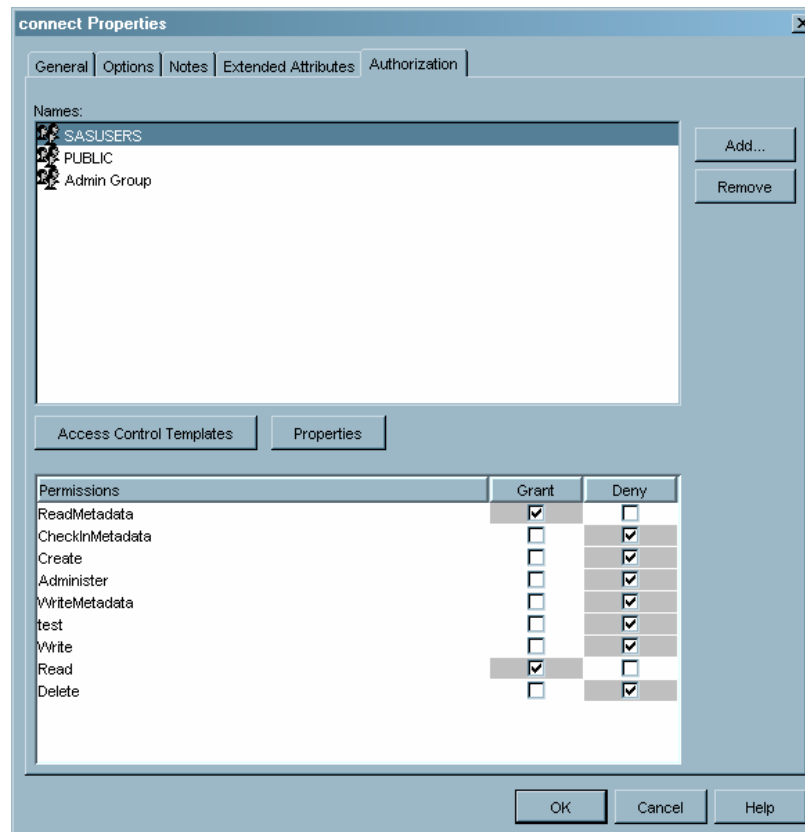 connect Properties
General Options Notes Extended Attributes Authorization
Names:
SASUSERS
PUBLIC
Admin Group
Add...
Remove
Access Control Templates Properties
Permissions Grant Deny
ReadMetadata
CheckInMetadata
Create
Administer
WriteMetadata
test
Write
Read
Delete
OK Cancel Help